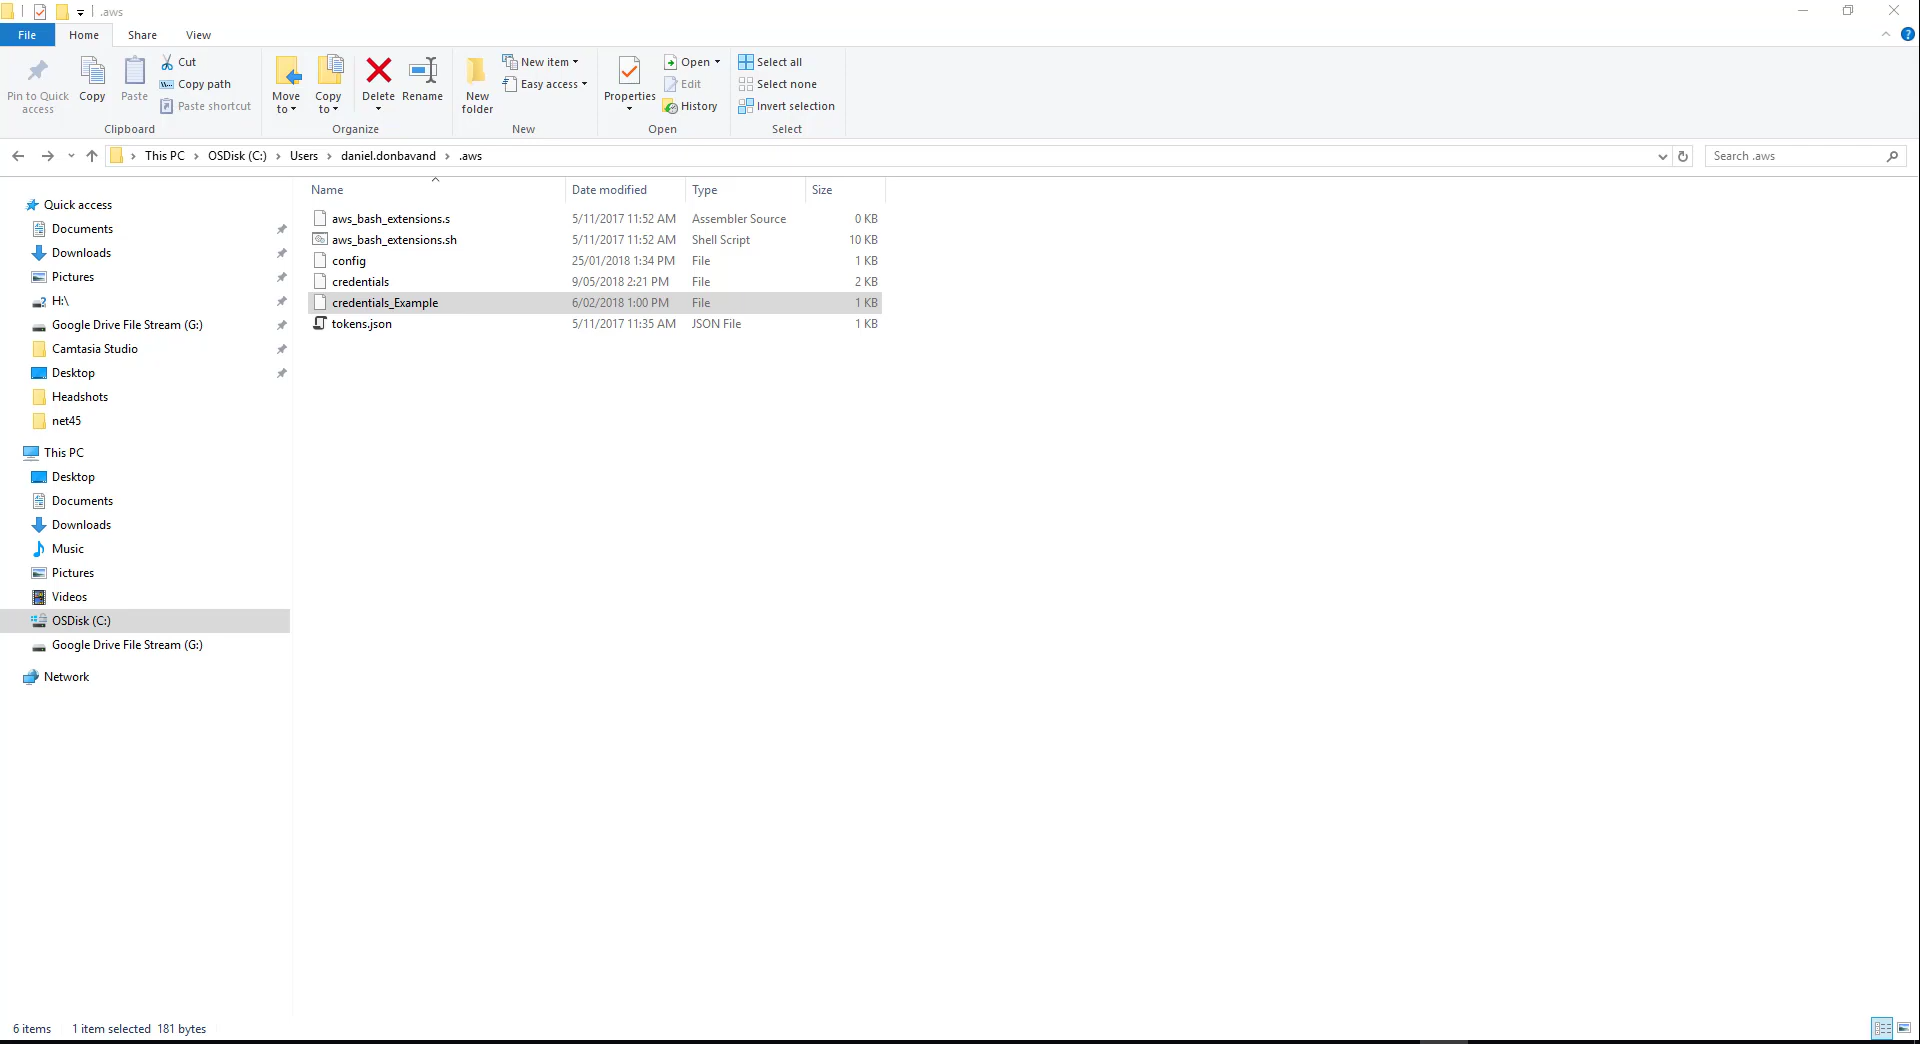 .aws
File Home Share View
Pin to Quick access
Copy
Paste
Cut
Copy path
Paste shortcut
Clipboard
Move to
Copy to
Delete
Rename
Organize
New folder
New item
Easy access
New
Properties
Open
Edit
History
Open
Select all
Select none
Invert selection
Select
This PC > OSDisk (C:) > Users > daniel.donbavand > .aws
Search .aws
Name Date modified Type Size
aws_bash_extensions.s 5/11/2017 11:52 AM Assembler Source 0 KB
aws_bash_extensions.sh 5/11/2017 11:52 AM Shell Script 10 KB
config 25/01/2018 1:34 PM File 1 KB
credentials 9/05/2018 2:21 PM File 2 KB
credentials_Example 6/02/2018 1:00 PM File 1 KB
tokens.json 5/11/2017 11:35 AM JSON File 1 KB
Quick access
Documents
Downloads
Pictures
H:\
Google Drive File Stream (G:)
Camtasia Studio
Desktop
Headshots
net45
This PC
Desktop
Documents
Downloads
Music
Pictures
Videos
OSDisk (C:)
Google Drive File Stream (G:)
Network
6 items 1 item selected 181 bytes